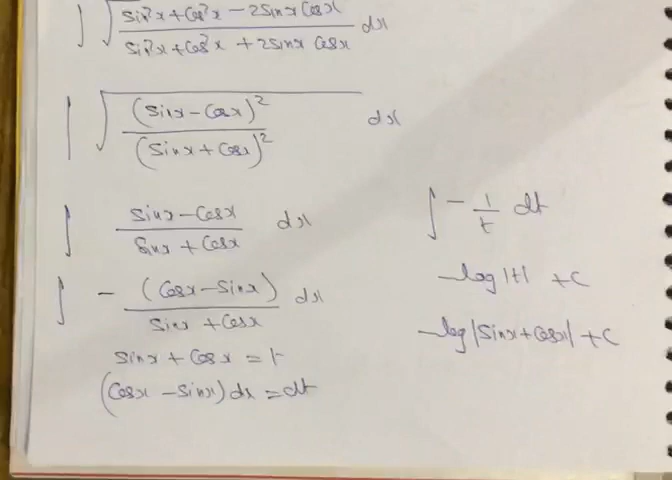 ∫ √((Sin²x + Cos²x − 2Sinx Cosx)/(Sin²x + Cos²x + 2Sinx Cosx)) dx
∫ √((Sinx − Cosx)²/(Sinx + Cosx)²) dx
∫ (Sinx − Cosx)/(Sinx + Cosx) dx
∫ − (Cosx − Sinx)/(Sinx + Cosx) dx
Sinx + Cosx = t
(Cosx − Sinx) dx = dt
∫ − 1/t dt
−log |t| + C
−log |Sinx + Cosx| + C